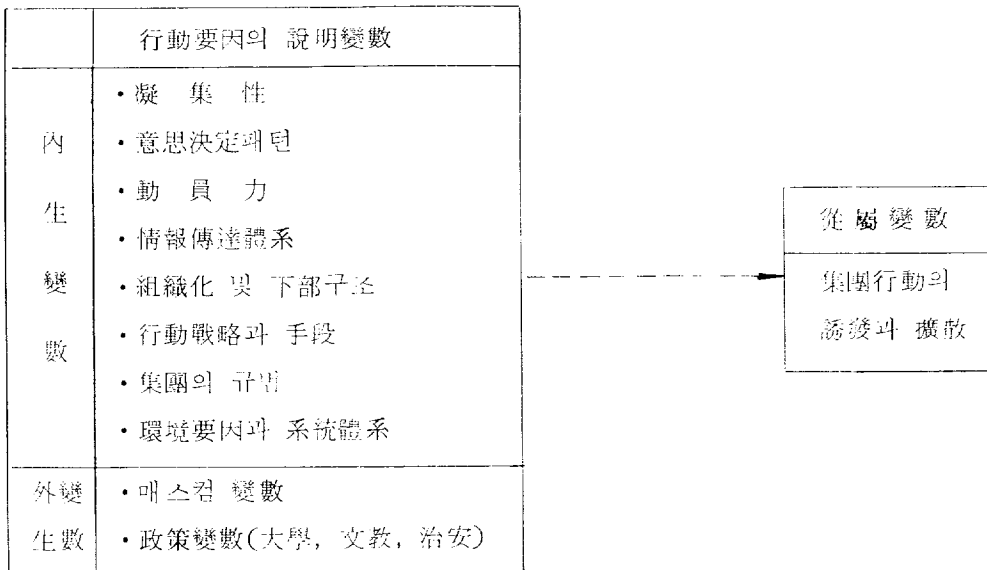 行動要因의 說明變數
內生變數
・凝 集 性
・意思決定패턴
・動 員 力
・情報傳達體系
・組織化 및 下部구조
・行動戰略과 手段
・集團의 규범
・環境要因과 系統體系
外生變數
・매스컴 變數
・政策變數(大學, 文教, 治安)
從屬變數
集團行動의
誘發과 擴散